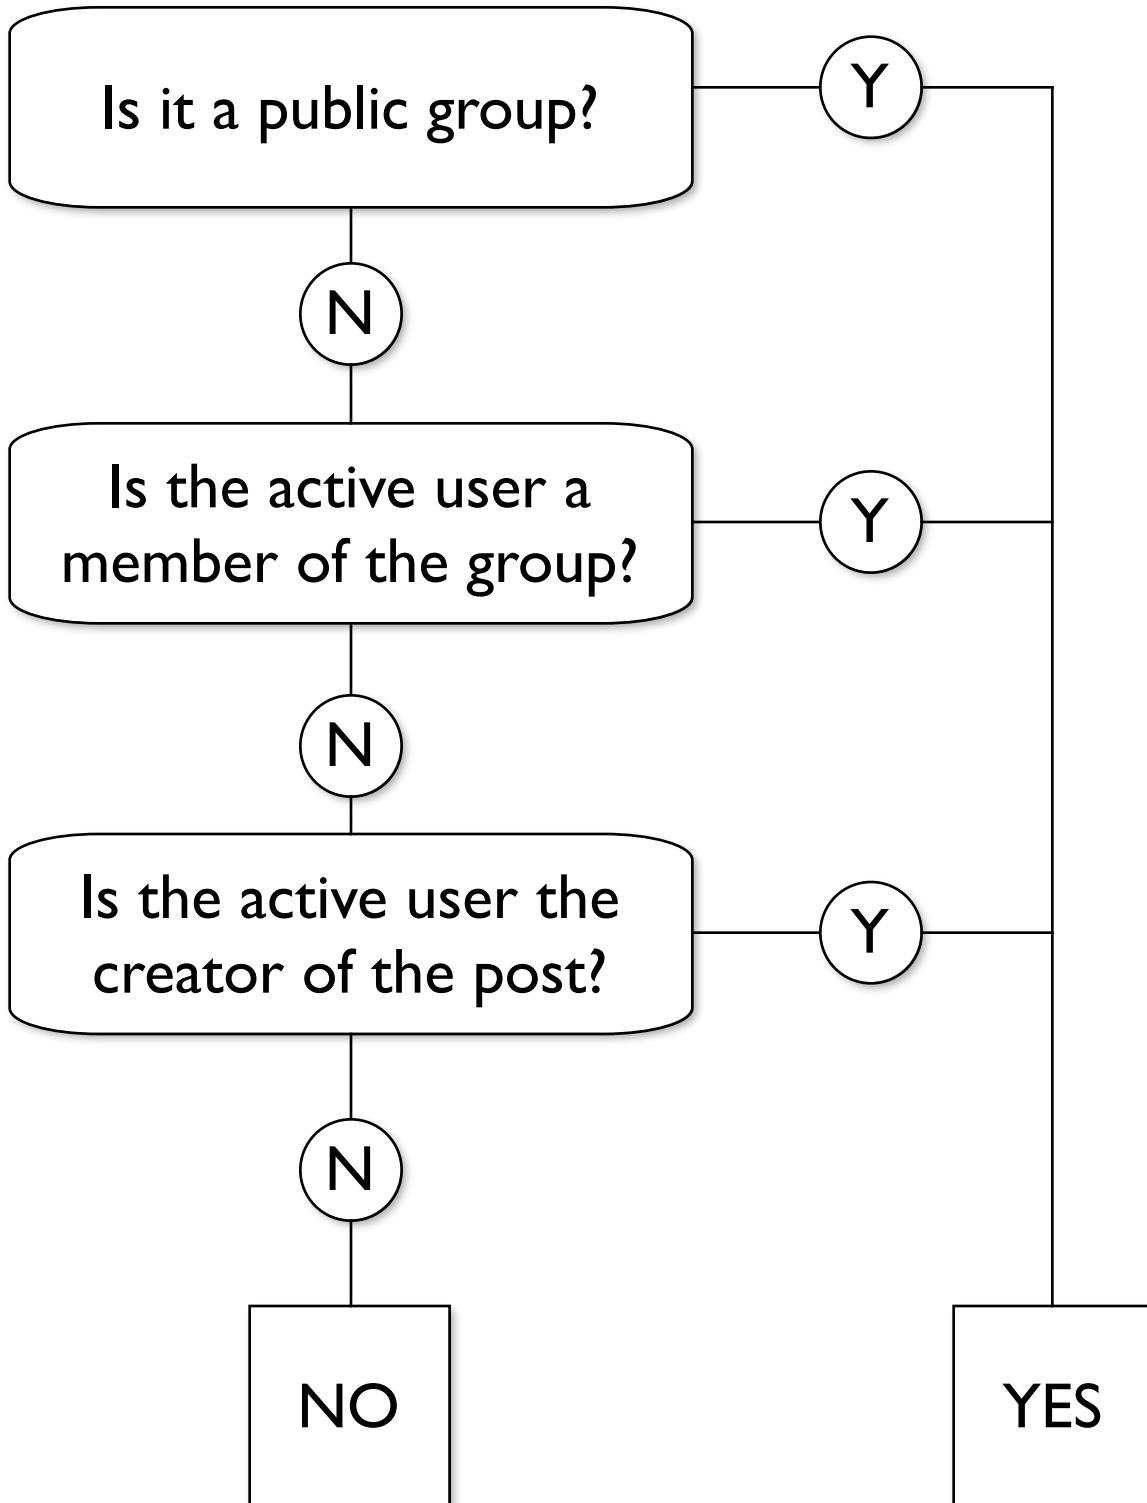 Is it a public group?
Y
N
Is the active user a
member of the group?
Y
N
Is the active user the
creator of the post?
Y
N
NO
YES